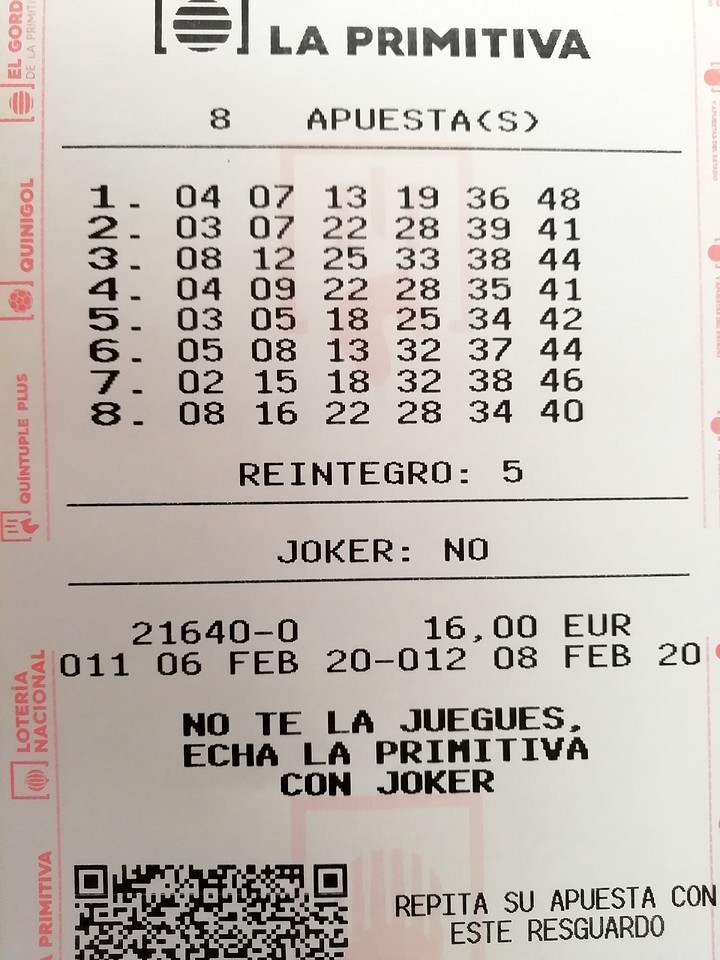 LA PRIMITIVA
8 APUESTA(S)
1. 04 07 13 19 36 48
2. 03 07 22 28 39 41
3. 08 12 25 33 38 44
4. 04 09 22 28 35 41
5. 03 05 18 25 34 42
6. 05 08 13 32 37 44
7. 02 15 18 32 38 46
8. 08 16 22 28 34 40
REINTEGRO: 5
JOKER: NO
21640-0 16,00 EUR
011 06 FEB 20-012 08 FEB 20
NO TE LA JUEGUES,
ECHA LA PRIMITIVA
CON JOKER
REPITA SU APUESTA CON
ESTE RESGUARDO
EL GORD
DE LA PRIMITI
QUINIGOL
QUÍNTUPLE PLUS
LOTERÍA
NACIONAL
A PRIMITIVA